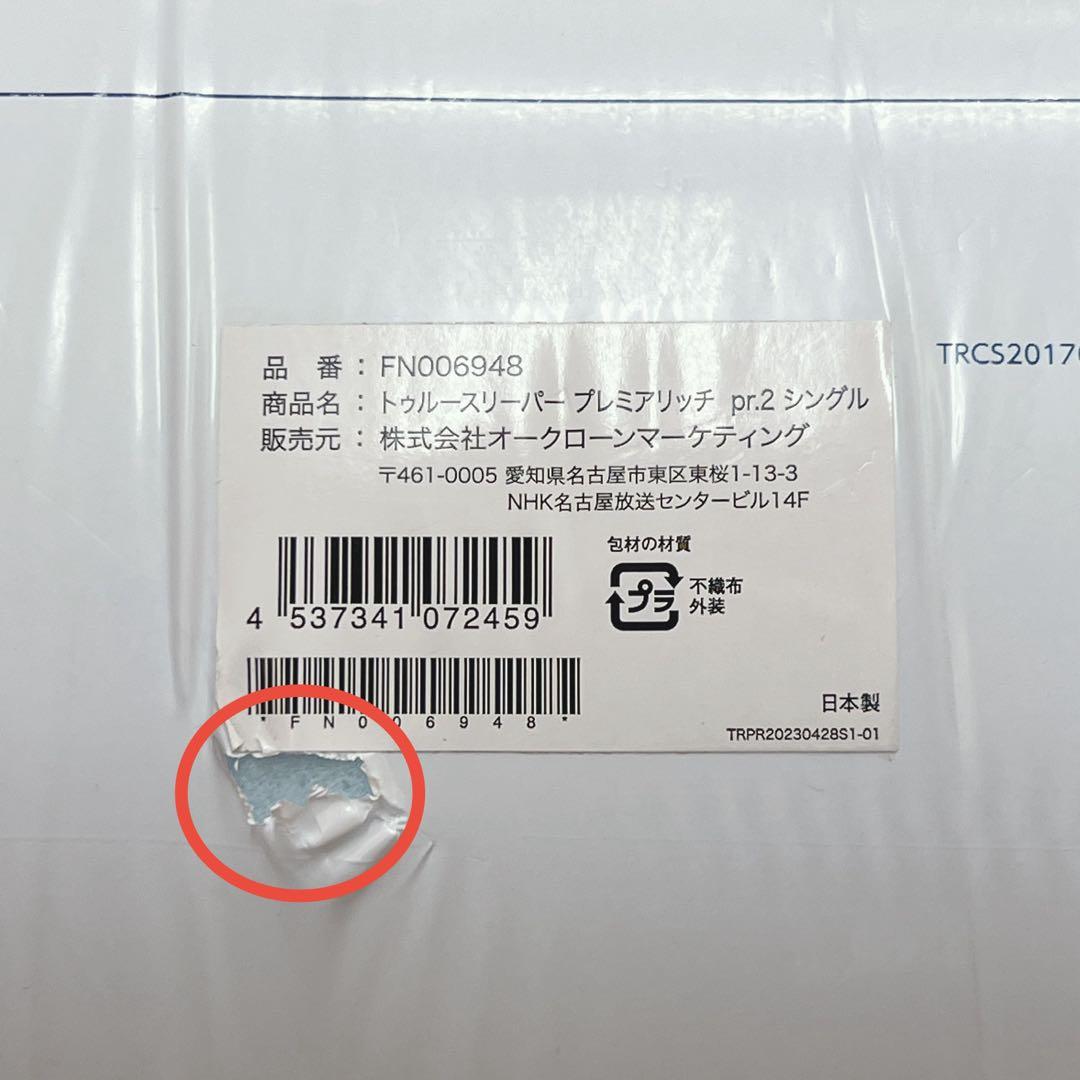 品 番 : FN006948
商品名 : トゥルースリーパー プレミアリッチ pr.2 シングル
販売元 : 株式会社オークローンマーケティング
〒461-0005 愛知県名古屋市東区東桜1-13-3
NHK名古屋放送センタービル14F
包材の材質
プラ
不織布
外装
4 537341 072459
*FN006948*
日本製
TRPR20230428S1-01
TRCS2017